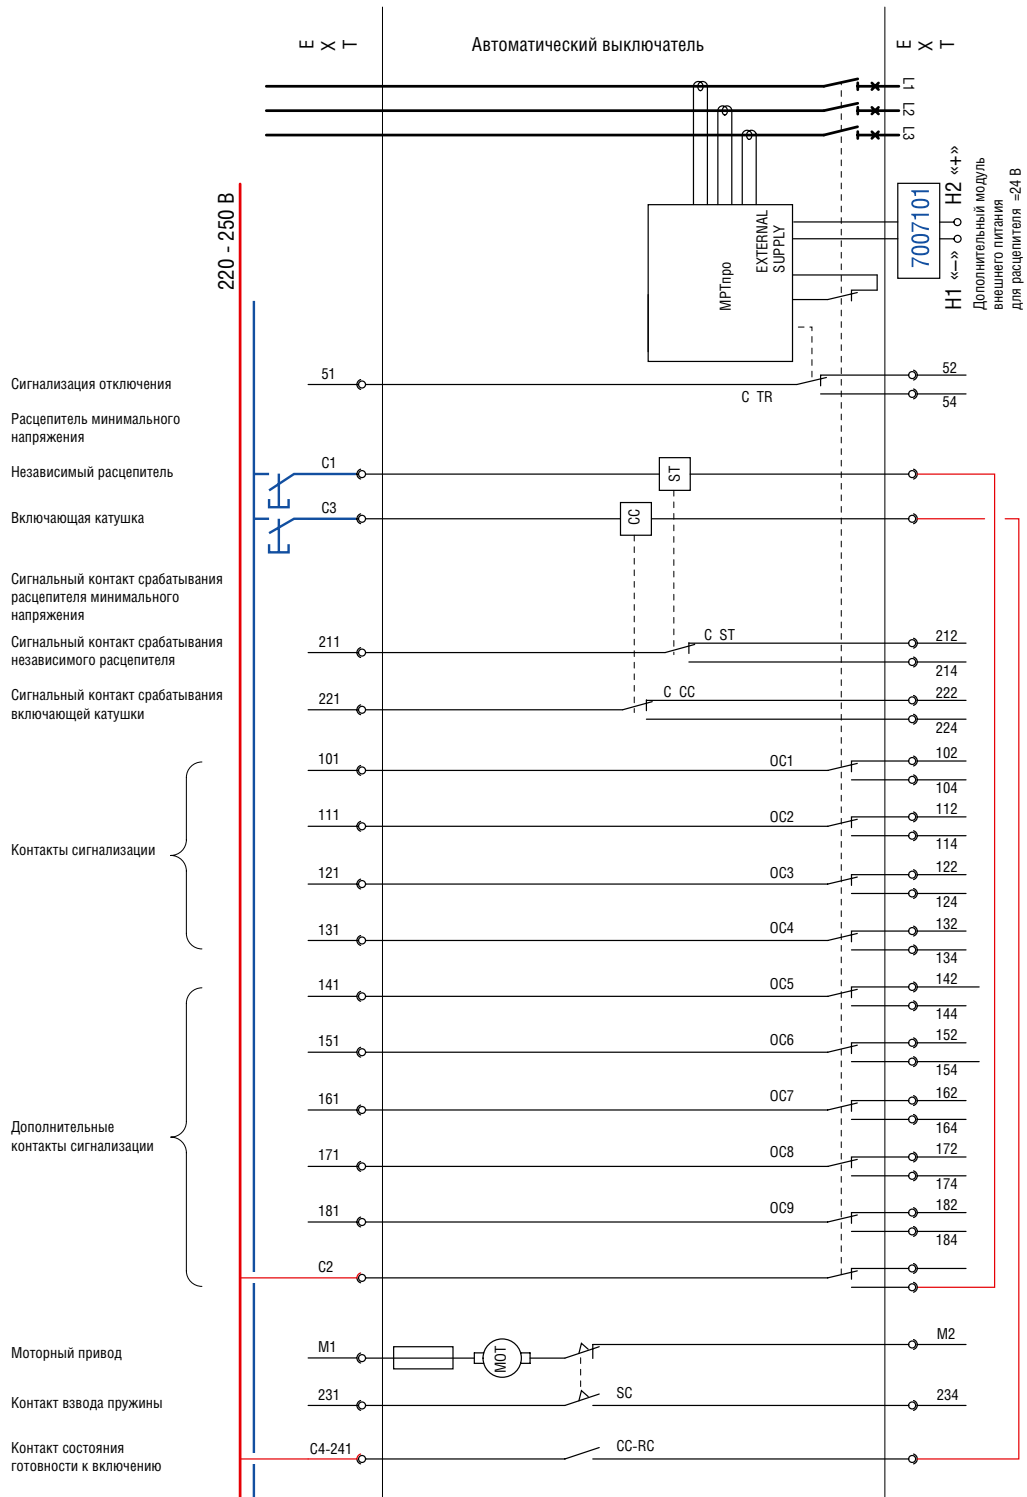 Е Х Т
Автоматический выключатель
Е Х Т
L1
L2
L3
220 - 250 В
МРТпро
EXTERNAL
SUPPLY
7007101
H1 «–» H2 «+»
Дополнительный модуль
внешнего питания
для расцепителя =24 В
Сигнализация отключения
51
C TR
52
54
Расцепитель минимального
напряжения
Независимый расцепитель
C1
ST
Включающая катушка
C3
CC
Сигнальный контакт срабатывания
расцепителя минимального
напряжения
Сигнальный контакт срабатывания
независимого расцепителя
211
C ST
212
214
Сигнальный контакт срабатывания
включающей катушки
221
C CC
222
224
Контакты сигнализации
101
OC1
102
104
111
OC2
112
114
121
OC3
122
124
131
OC4
132
134
Дополнительные
контакты сигнализации
141
OC5
142
144
151
OC6
152
154
161
OC7
162
164
171
OC8
172
174
181
OC9
182
184
C2
Моторный привод
M1
МОТ
M2
Контакт взвода пружины
231
SC
234
Контакт состояния
готовности к включению
C4-241
CC-RC